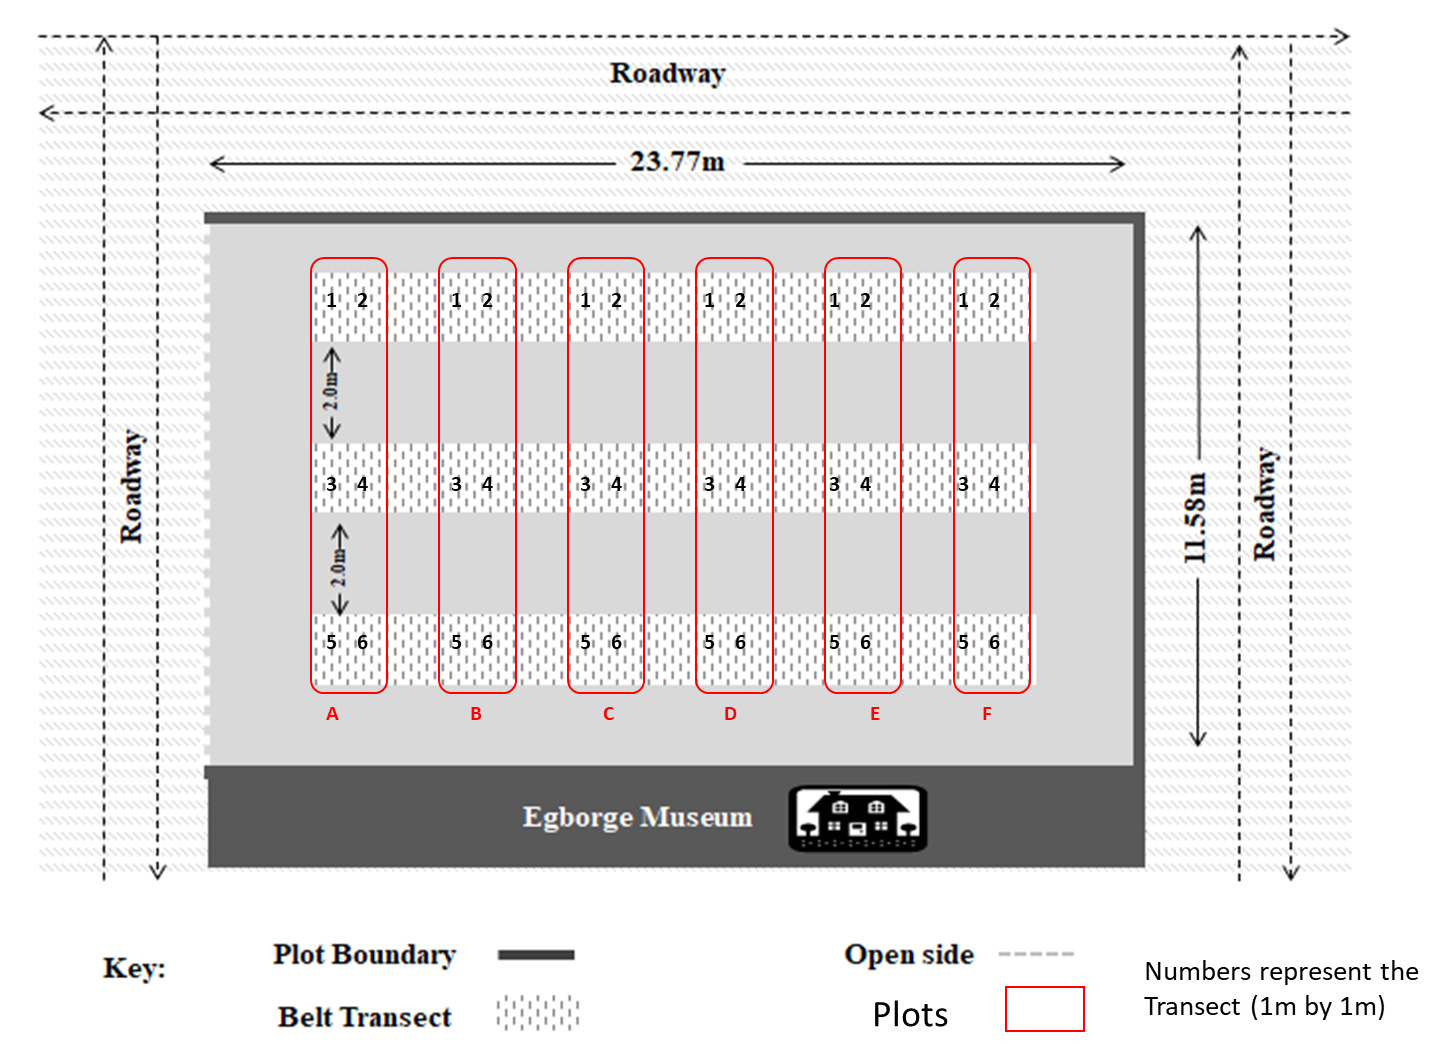 Roadway
23.77m
1 2 1 2 1 2 1 2 1 2 1 2
2.0m
Roadway
3 4 3 4 3 4 3 4 3 4 3 4
11.58m
Roadway
2.0m
5 6 5 6 5 6 5 6 5 6 5 6
A B C D E F
Egborge Museum
Key:
Plot Boundary
Open side
Belt Transect
Plots
Numbers represent the
Transect (1m by 1m)